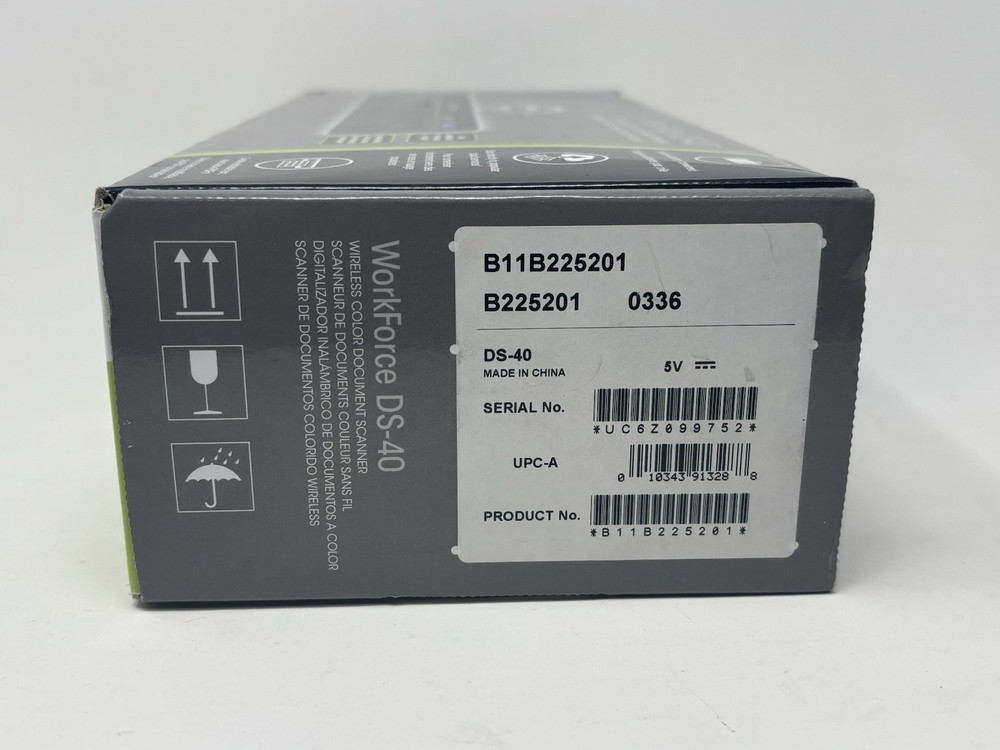 WorkForce DS-40
WIRELESS COLOR DOCUMENT SCANNER
SCANNEUR DE DOCUMENTS COULEUR SANS FIL
DIGITALIZADOR INALÁMBRICO DE DOCUMENTOS A COLOR
SCANNER DE DOCUMENTOS COLORIDO WIRELESS
B11B225201
B225201 0336
DS-40
MADE IN CHINA
5V
SERIAL No.
*UC6Z099752*
UPC-A
0 10343 91328 8
PRODUCT No.
*B11B225201*